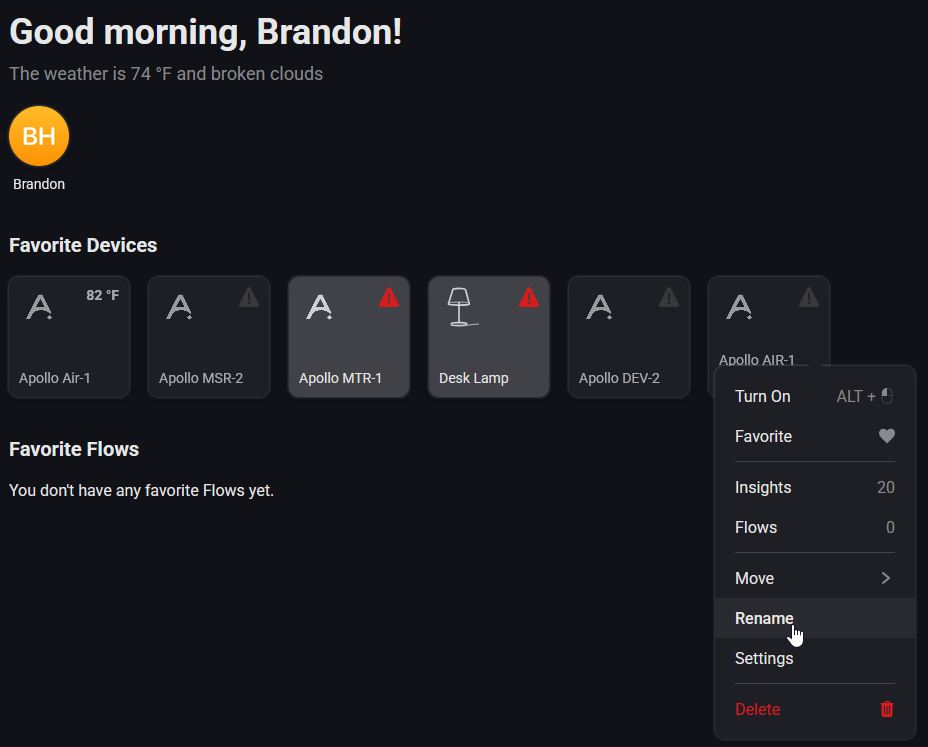 Good morning, Brandon!
The weather is 74 °F and broken clouds
BH
Brandon
Favorite Devices
82 °F
Apollo Air-1
Apollo MSR-2
Apollo MTR-1
Desk Lamp
Apollo DEV-2
Apollo AIR-1
Favorite Flows
You don't have any favorite Flows yet.
Turn On ALT +
Favorite
Insights 20
Flows 0
Move
Rename
Settings
Delete